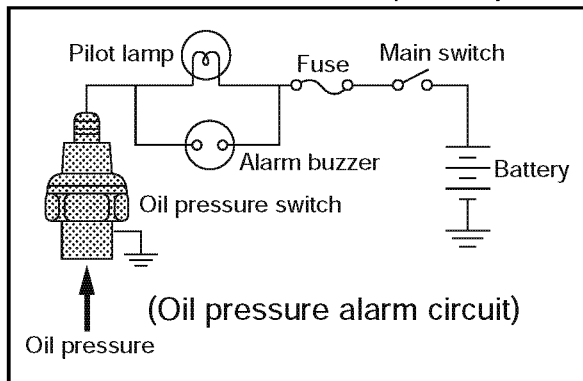 Pilot lamp
Fuse
Main switch
Alarm buzzer
Battery
Oil pressure switch
(Oil pressure alarm circuit)
Oil pressure